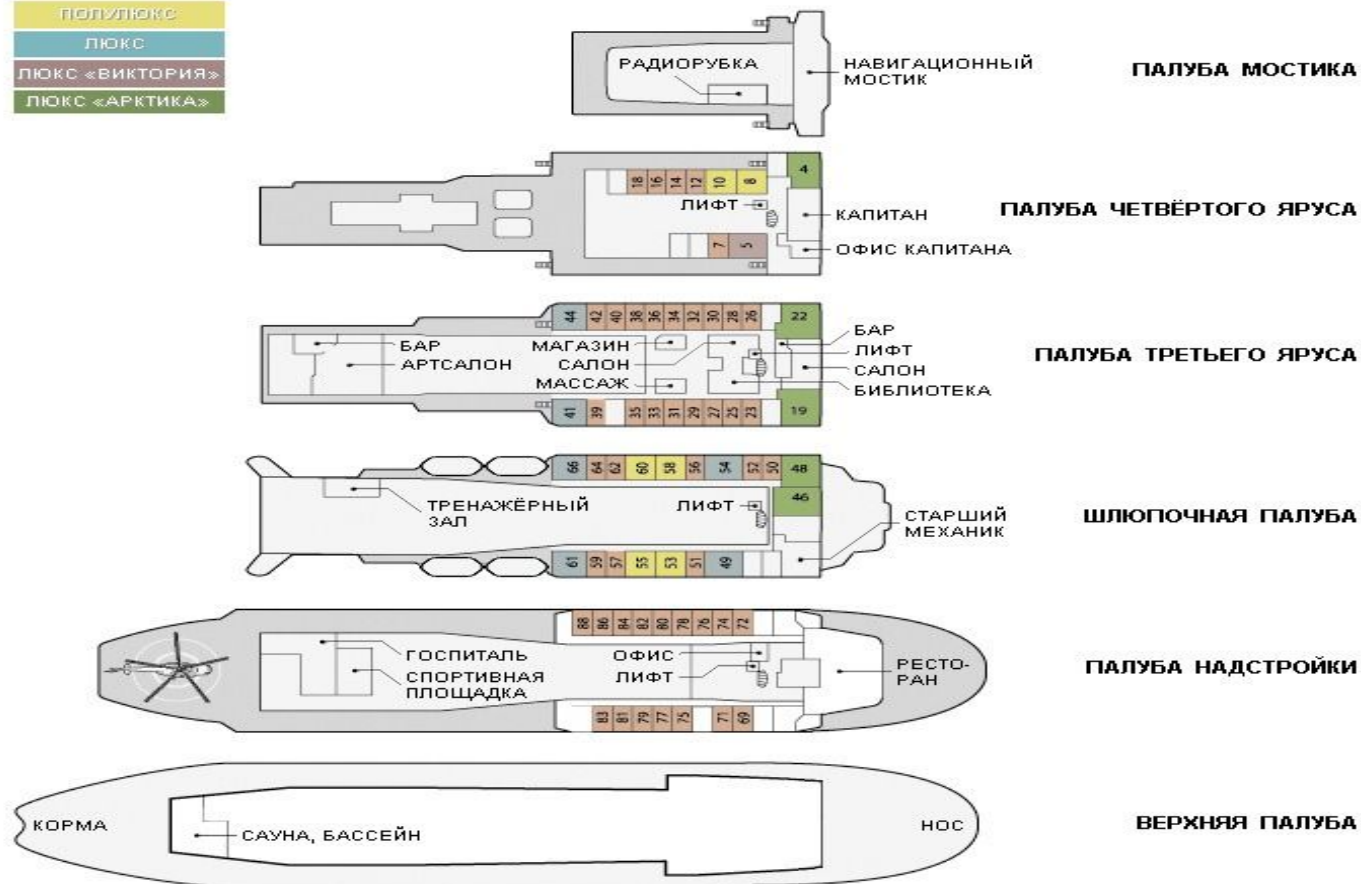 ПОЛУЛЮКС
ЛЮКС
ЛЮКС «ВИКТОРИЯ»
ЛЮКС «АРКТИКА»
РАДИОРУБКА
НАВИГАЦИОННЫЙ
МОСТИК
ПАЛУБА МОСТИКА
18 16 14 12 10 8 4
ЛИФТ
КАПИТАН
7 5
ОФИС КАПИТАНА
ПАЛУБА ЧЕТВЁРТОГО ЯРУСА
44 42 40 38 36 34 32 30 28 26 22
БАР
АРТСАЛОН
МАГАЗИН
САЛОН
МАССАЖ
БАР
ЛИФТ
САЛОН
БИБЛИОТЕКА
41 39 35 33 31 29 27 25 23 19
ПАЛУБА ТРЕТЬЕГО ЯРУСА
66 64 62 60 58 56 54 52 50 48
46
ТРЕНАЖЁРНЫЙ
ЗАЛ
ЛИФТ
СТАРШИЙ
МЕХАНИК
61 59 57 55 53 51 49
ШЛЮПОЧНАЯ ПАЛУБА
88 86 84 82 80 78 76 74 72
ГОСПИТАЛЬ
СПОРТИВНАЯ
ПЛОЩАДКА
ОФИС
ЛИФТ
РЕСТО-
РАН
83 81 79 77 75 71 69
ПАЛУБА НАДСТРОЙКИ
КОРМА
САУНА, БАССЕЙН
НОС
ВЕРХНЯЯ ПАЛУБА